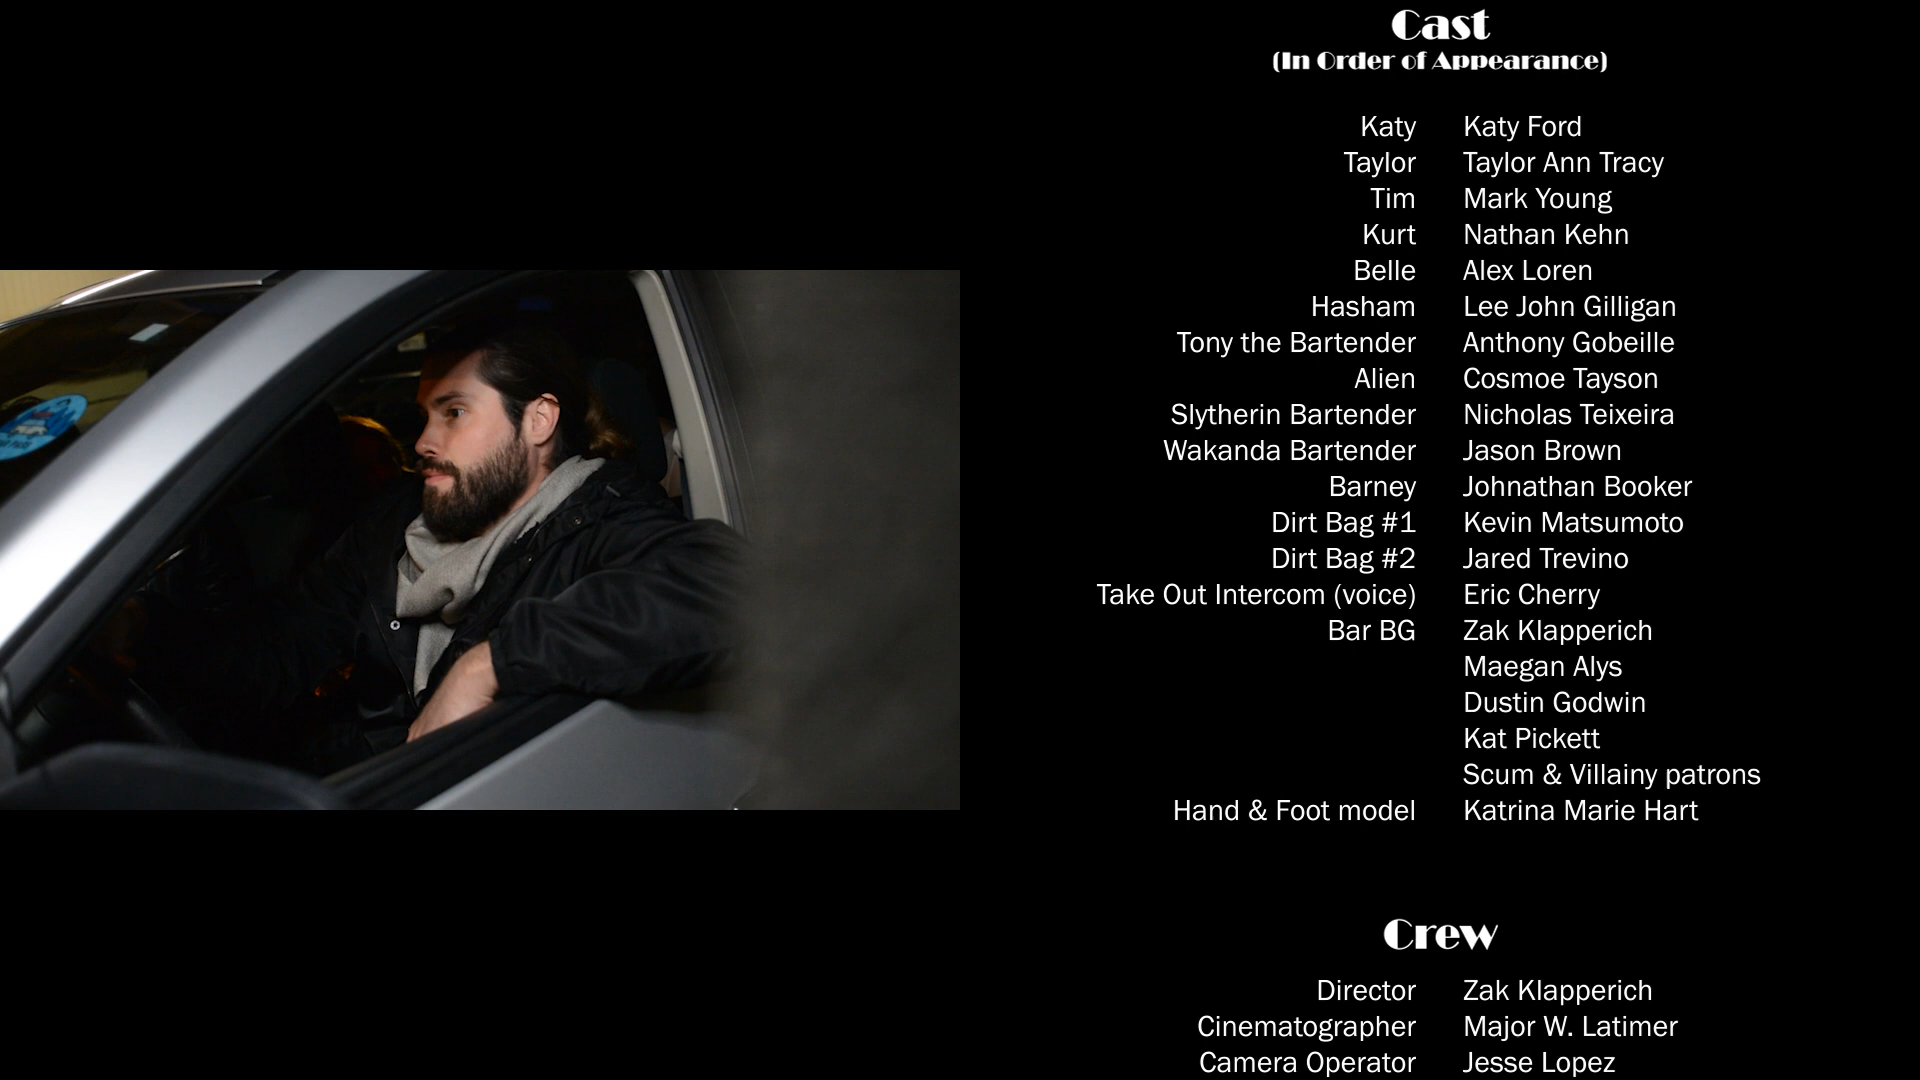 Cast
(In Order of Appearance)
Katy Katy Ford
Taylor Taylor Ann Tracy
Tim Mark Young
Kurt Nathan Kehn
Belle Alex Loren
Hasham Lee John Gilligan
Tony the Bartender Anthony Gobeille
Alien Cosmoe Tayson
Slytherin Bartender Nicholas Teixeira
Wakanda Bartender Jason Brown
Barney Johnathan Booker
Dirt Bag #1 Kevin Matsumoto
Dirt Bag #2 Jared Trevino
Take Out Intercom (voice) Eric Cherry
Bar BG Zak Klapperich
Maegan Alys
Dustin Godwin
Kat Pickett
Scum & Villainy patrons
Hand & Foot model Katrina Marie Hart
Crew
Director Zak Klapperich
Cinematographer Major W. Latimer
Camera Operator Jesse Lopez